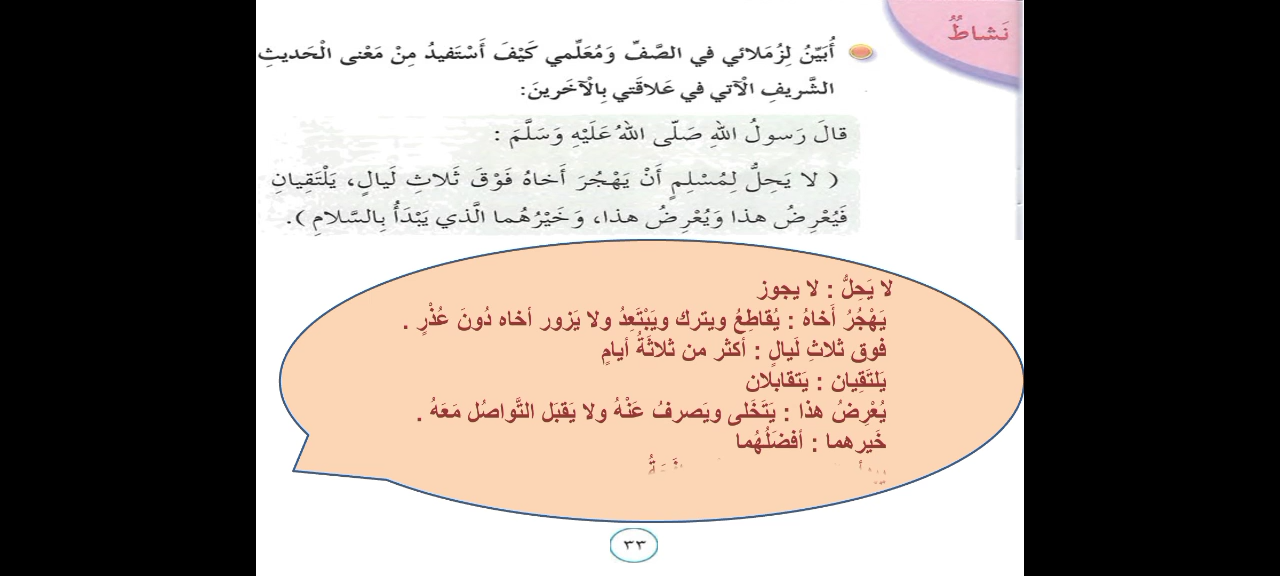 نَشاطٌ
أُبَيِّنُ لِزُمَلائي في الصَّفِّ وَمُعَلِّمي كَيْفَ أَسْتَفيدُ مِنْ مَعْنى الْحَديثِ
الشَّريفِ الْآتي في عَلاقَتي بِالْآخَرينَ:
قالَ رَسولُ اللهِ صَلّى اللهُ عَلَيْهِ وَسَلَّمَ :
( لا يَحِلُّ لِمُسْلِمٍ أَنْ يَهْجُرَ أَخاهُ فَوْقَ ثَلاثِ لَيالٍ، يَلْتَقِيانِ
فَيُعْرِضُ هذا وَيُعْرِضُ هذا، وَخَيْرُهُما الَّذي يَبْدَأُ بِالسَّلامِ ).
لا يَحِلُّ : لا يجوز
يَهْجُرُ أَخاهُ : يُقاطِعُ ويترك ويَبْتَعِدُ ولا يَزور أخاه دُونَ عُذْرٍ .
فوق ثلاثِ لَيالٍ : أكثر من ثلاثَةُ أيامٍ
يَلتَقِيان : يَتقابلان
يُعْرِضُ هذا : يَتَخَلى ويَصرفُ عَنْهُ ولا يَقبَل التَّواصُل مَعَهُ .
خَيرهما : أفضَلُهُما
٣٣